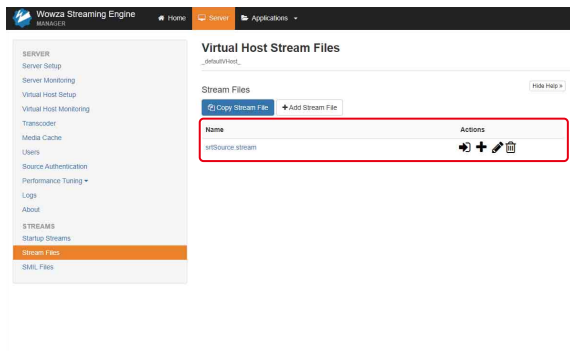 Wowza Streaming Engine
MANAGER
Home
Server
Applications
SERVER
Server Setup
Server Monitoring
Virtual Host Setup
Virtual Host Monitoring
Transcoder
Media Cache
Users
Source Authentication
Performance Tuning
Logs
About
STREAMS
Startup Streams
Stream Files
SMIL Files
Virtual Host Stream Files
_defaultVHost_
Stream Files
Hide Help »
Copy Stream File
+ Add Stream File
Name Actions
srtSource.stream